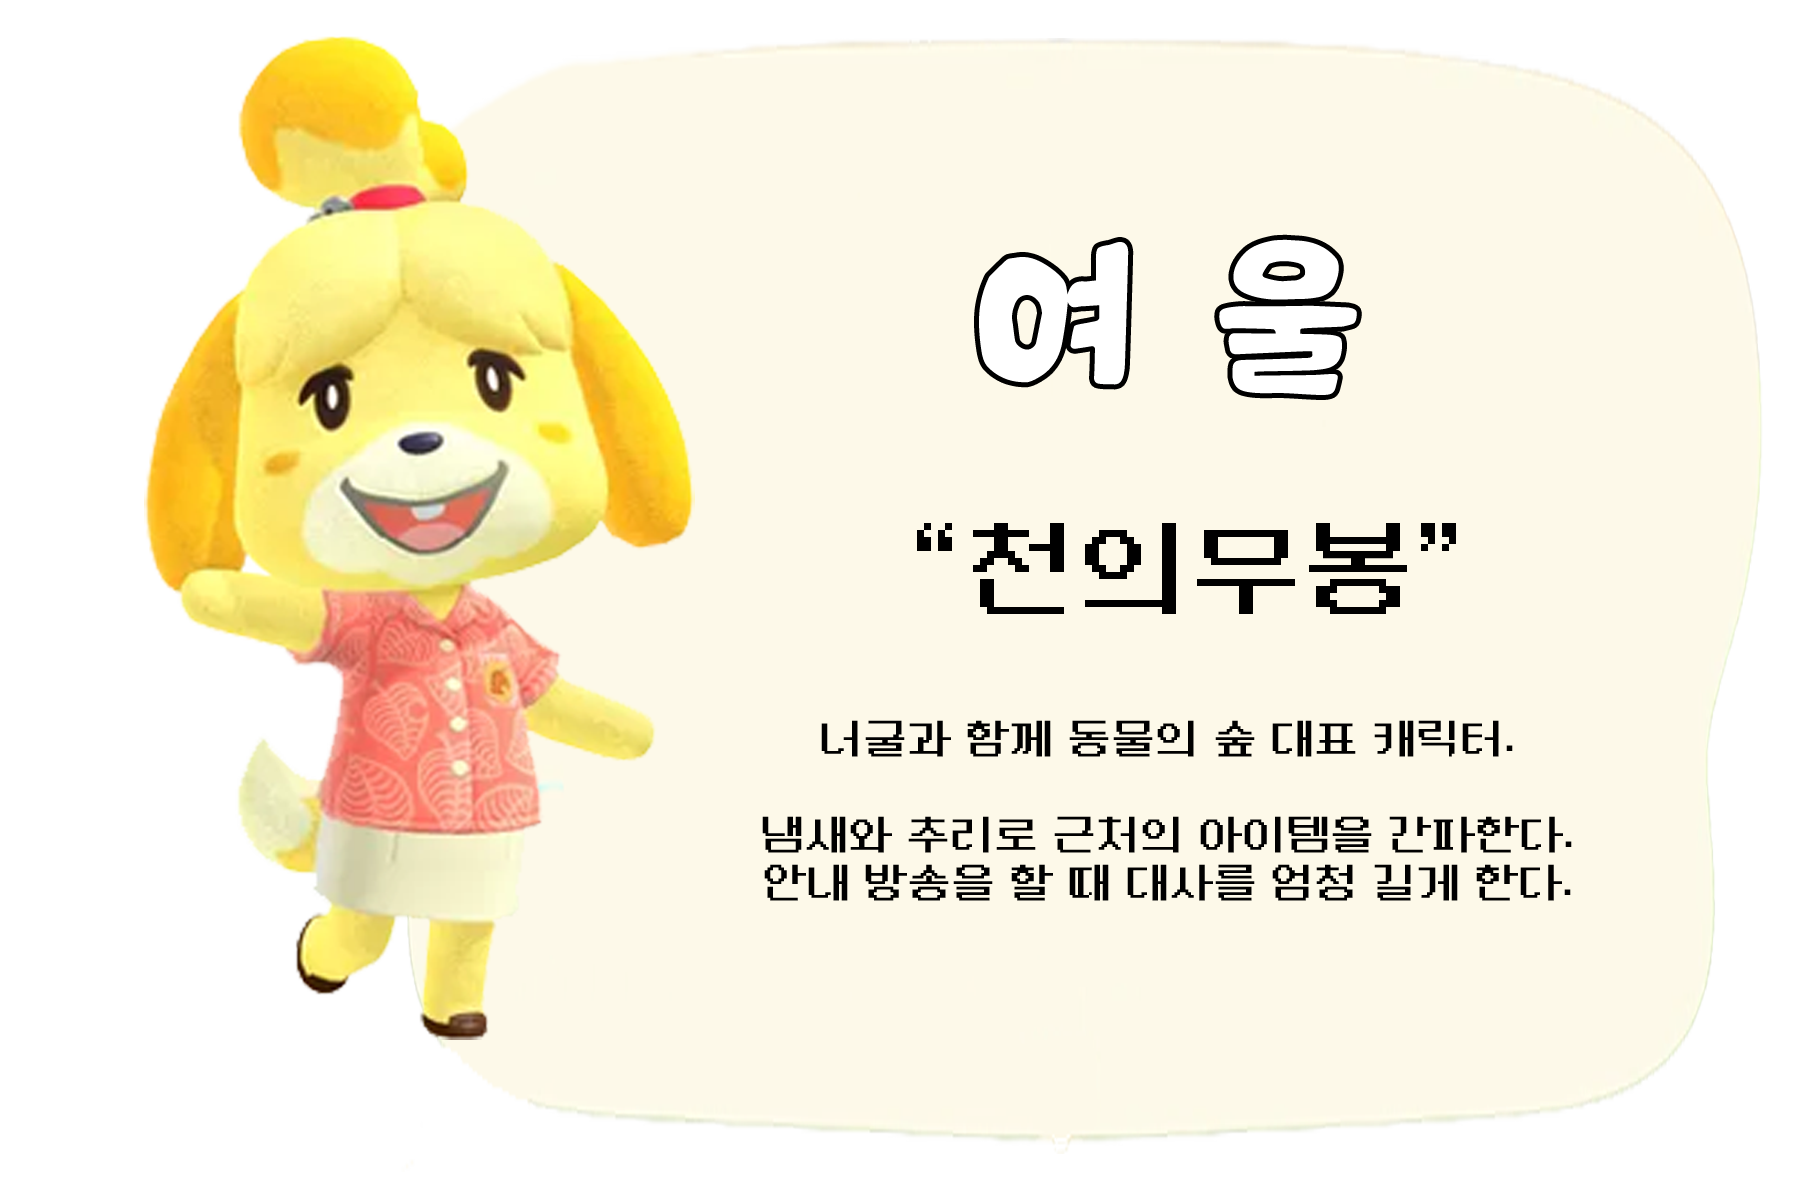 여 울
“천의무봉”
너굴과 함께 동물의 숲 대표 캐릭터.
냄새와 추리로 근처의 아이템을 간파한다.
안내 방송을 할 때 대사를 엄청 길게 한다.